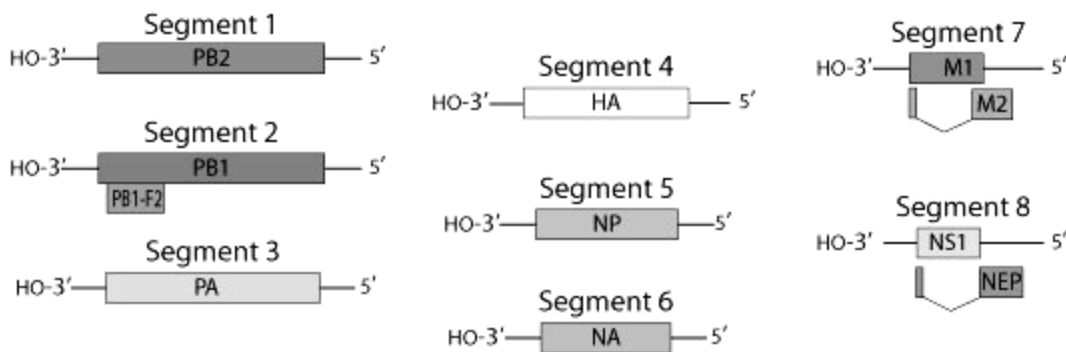 Segment 1
HO-3′ PB2 5′
Segment 2
HO-3′ PB1 5′
PB1-F2
Segment 3
HO-3′ PA 5′
Segment 4
HO-3′ HA 5′
Segment 5
HO-3′ NP 5′
Segment 6
HO-3′ NA 5′
Segment 7
HO-3′ M1 5′
M2
Segment 8
HO-3′ NS1 5′
NEP